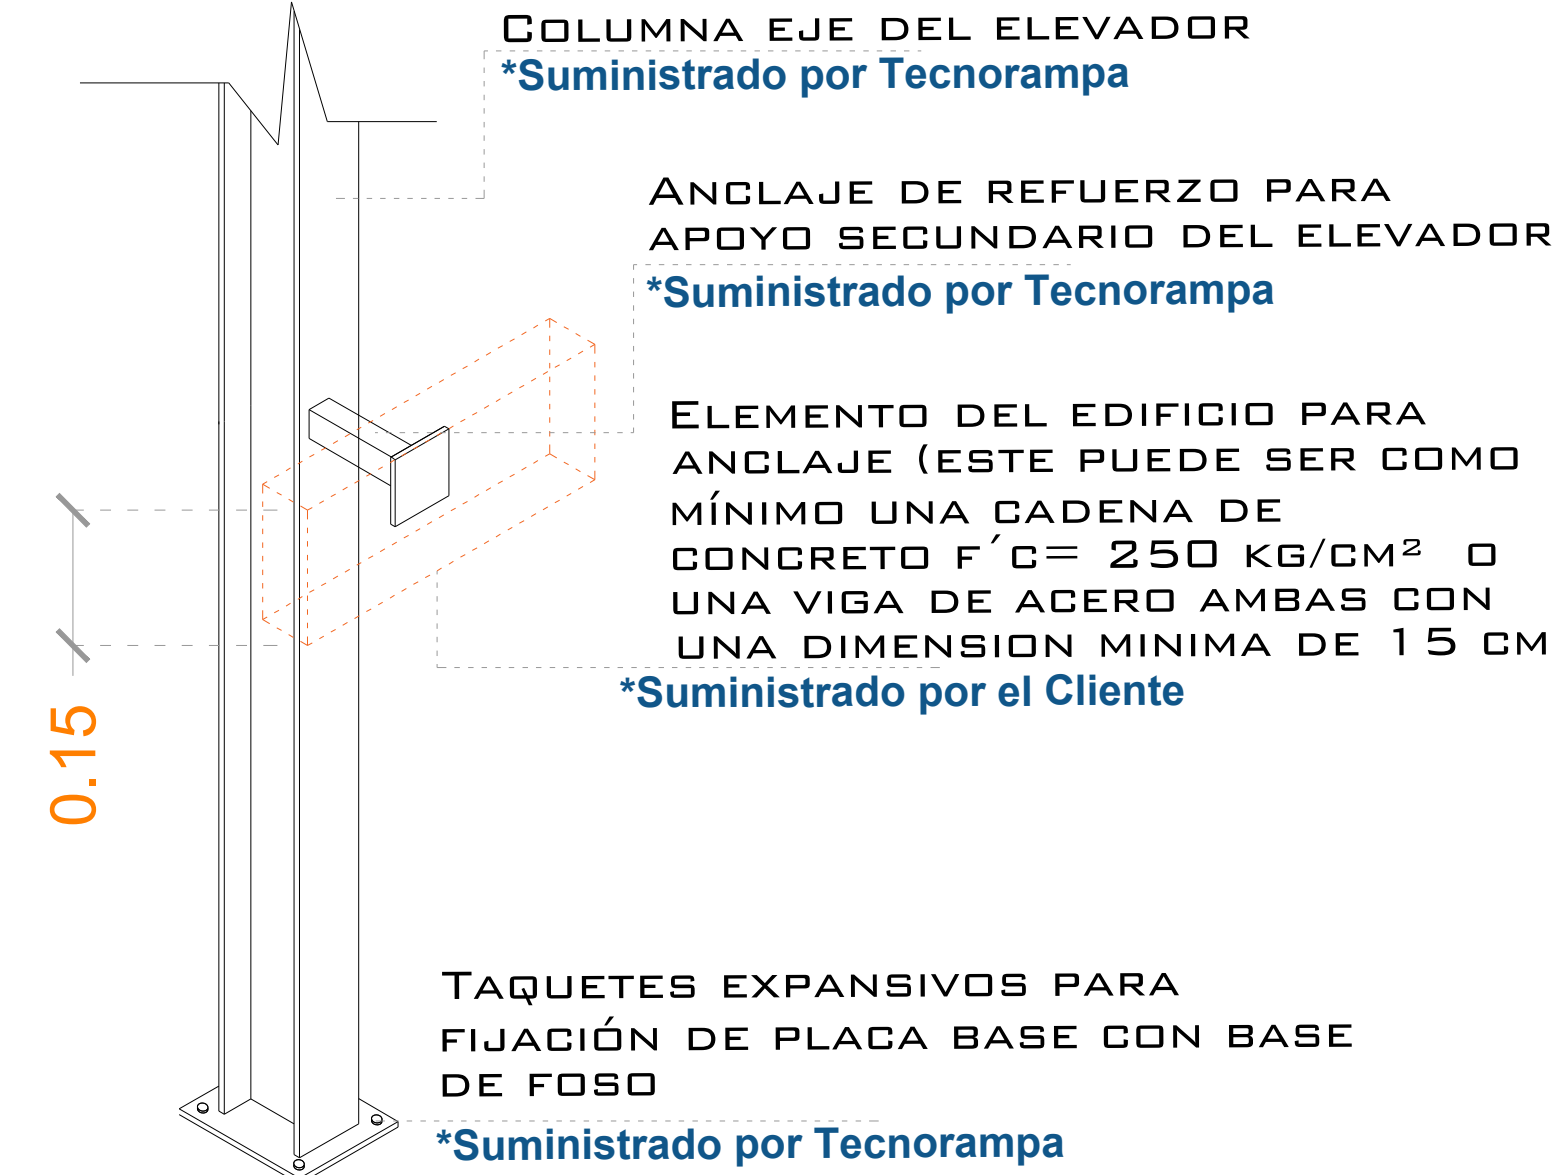 COLUMNA EJE DEL ELEVADOR
*Suministrado por Tecnorampa
ANCLAJE DE REFUERZO PARA
APOYO SECUNDARIO DEL ELEVADOR
*Suministrado por Tecnorampa
ELEMENTO DEL EDIFICIO PARA
ANCLAJE (ESTE PUEDE SER COMO
MÍNIMO UNA CADENA DE
CONCRETO F´C= 250 KG/CM² O
UNA VIGA DE ACERO AMBAS CON
UNA DIMENSION MINIMA DE 15 CM
*Suministrado por el Cliente
0.15
TAQUETES EXPANSIVOS PARA
FIJACIÓN DE PLACA BASE CON BASE
DE FOSO
*Suministrado por Tecnorampa